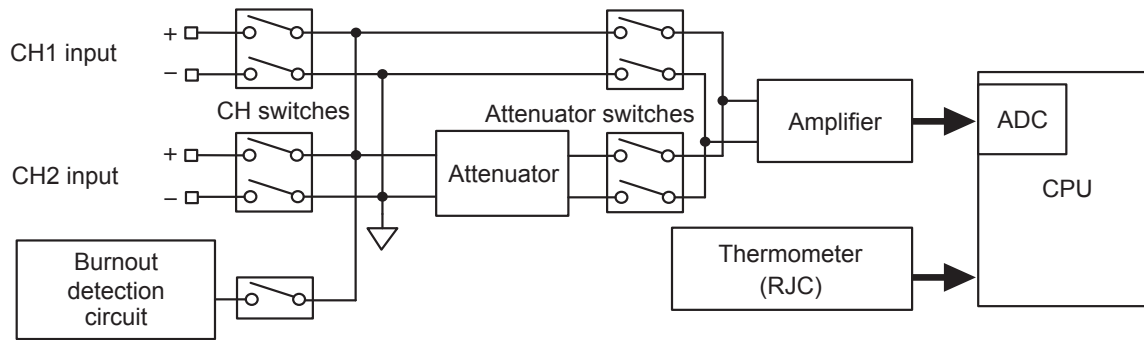 CH1 input
+
−
CH switches
Attenuator switches
Amplifier
ADC
CPU
CH2 input
+
−
Attenuator
Burnout
detection
circuit
Thermometer
(RJC)